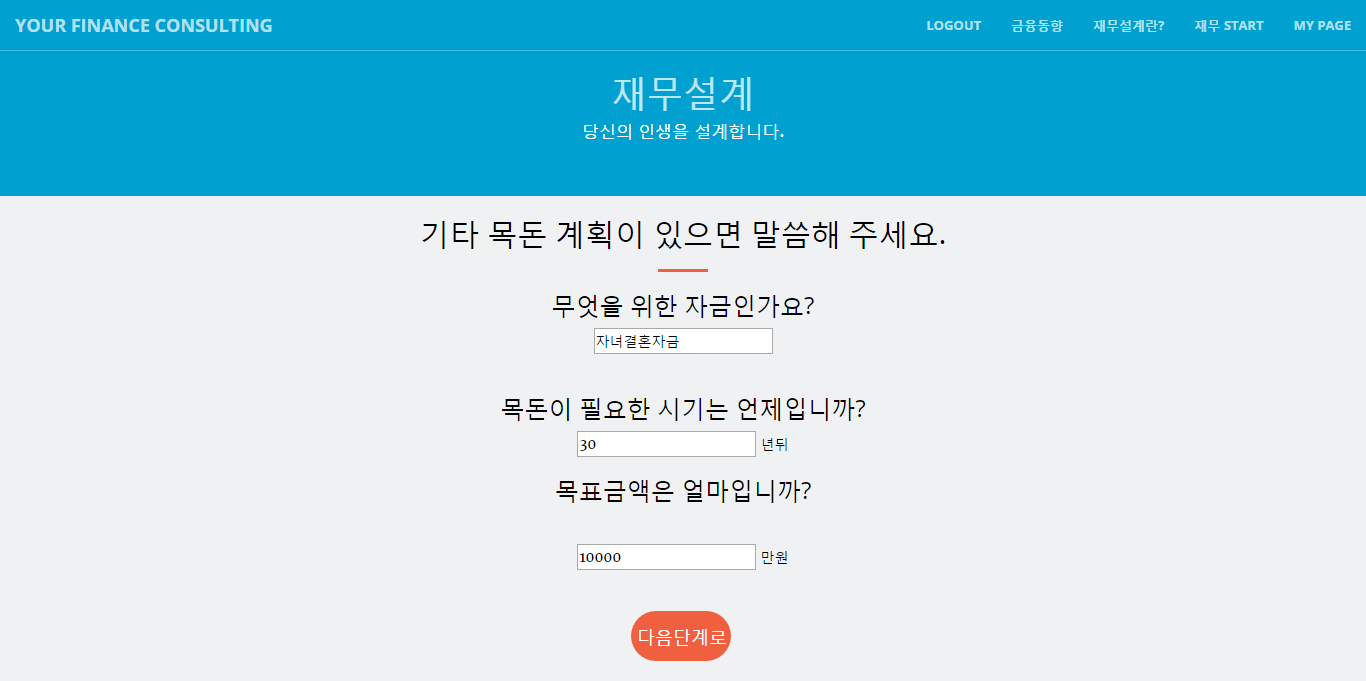 YOUR FINANCE CONSULTING LOGOUT 금융동향 재무설계란? 재무 START MY PAGE
재무설계
당신의 인생을 설계합니다.
기타 목돈 계획이 있으면 말씀해 주세요.
무엇을 위한 자금인가요?
자녀결혼자금
목돈이 필요한 시기는 언제입니까?
30 년뒤
목표금액은 얼마입니까?
10000 만원
다음단계로